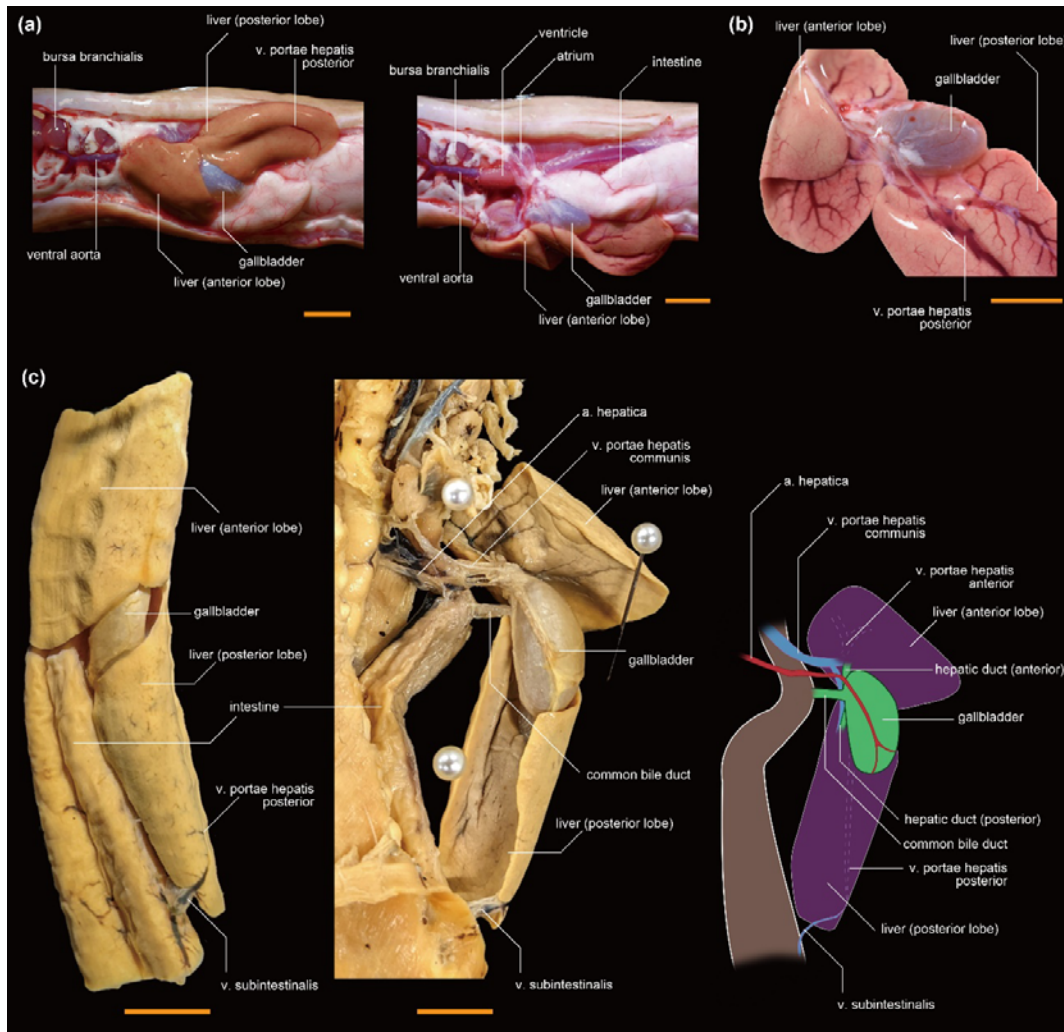 (a)
liver (posterior lobe)
bursa branchialis
v. portae hepatis
posterior
ventral aorta
liver (anterior lobe)
gallbladder
ventricle
bursa branchialis
atrium
intestine
ventral aorta
gallbladder
liver (anterior lobe)
(b)
liver (anterior lobe)
liver (posterior lobe)
gallbladder
v. portae hepatis
posterior
(c)
liver (anterior lobe)
gallbladder
liver (posterior lobe)
intestine
v. portae hepatis
posterior
v. subintestinalis
a. hepatica
v. portae hepatis
communis
liver (anterior lobe)
gallbladder
common bile duct
liver (posterior lobe)
v. subintestinalis
a. hepatica
v. portae hepatis
communis
v. portae hepatis
anterior
liver (anterior lobe)
hepatic duct (anterior)
gallbladder
hepatic duct (posterior)
common bile duct
v. portae hepatis
posterior
liver (posterior lobe)
v. subintestinalis